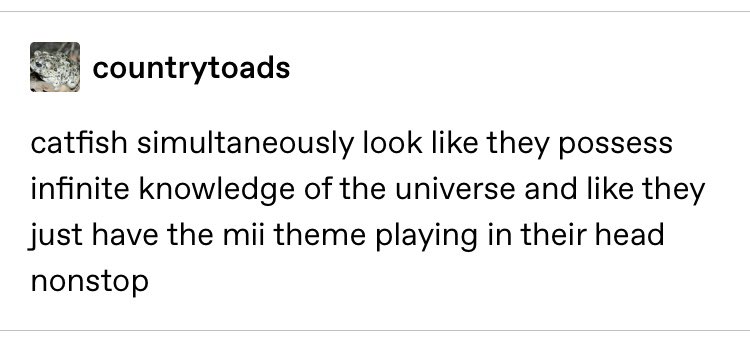 countrytoads
catfish simultaneously look like they possess
infinite knowledge of the universe and like they
just have the mii theme playing in their head
nonstop